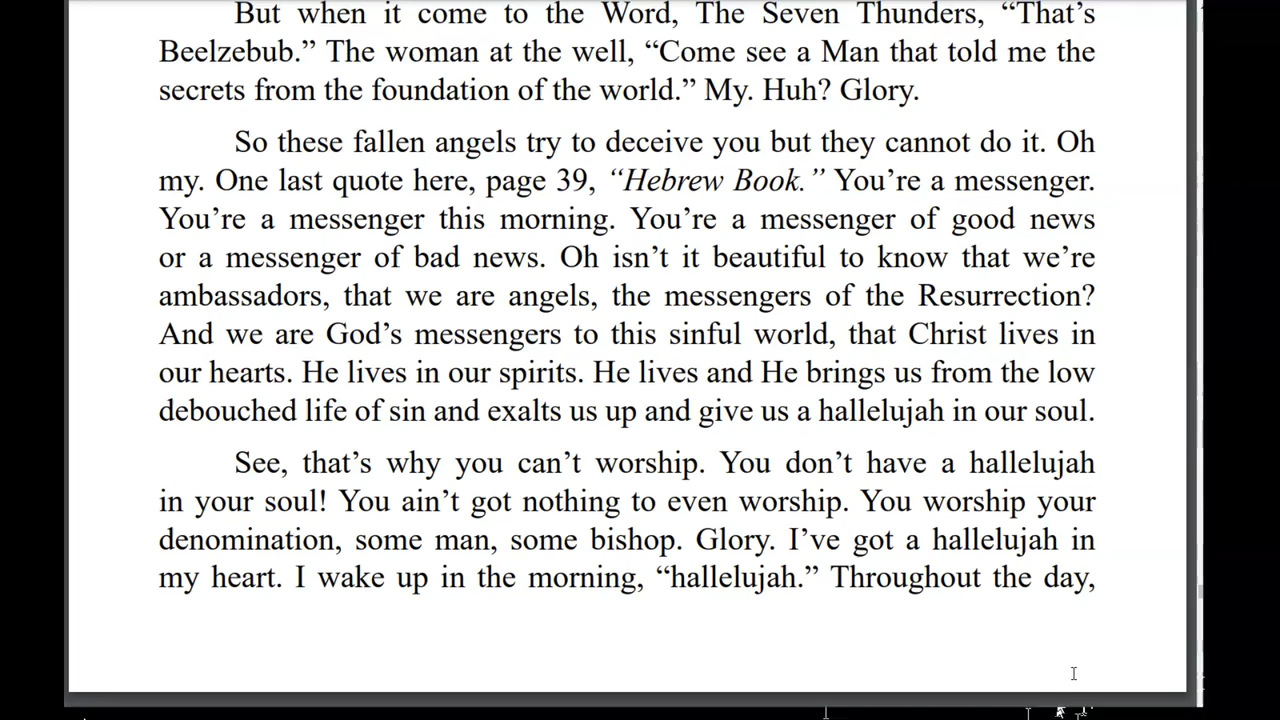 But when it come to the Word, The Seven Thunders, “That’s
Beelzebub.” The woman at the well, “Come see a Man that told me the
secrets from the foundation of the world.” My. Huh? Glory.
So these fallen angels try to deceive you but they cannot do it. Oh
my. One last quote here, page 39, “Hebrew Book.” You’re a messenger.
You’re a messenger this morning. You’re a messenger of good news
or a messenger of bad news. Oh isn’t it beautiful to know that we’re
ambassadors, that we are angels, the messengers of the Resurrection?
And we are God’s messengers to this sinful world, that Christ lives in
our hearts. He lives in our spirits. He lives and He brings us from the low
debouched life of sin and exalts us up and give us a hallelujah in our soul.
See, that’s why you can’t worship. You don’t have a hallelujah
in your soul! You ain’t got nothing to even worship. You worship your
denomination, some man, some bishop. Glory. I’ve got a hallelujah in
my heart. I wake up in the morning, “hallelujah.” Throughout the day,